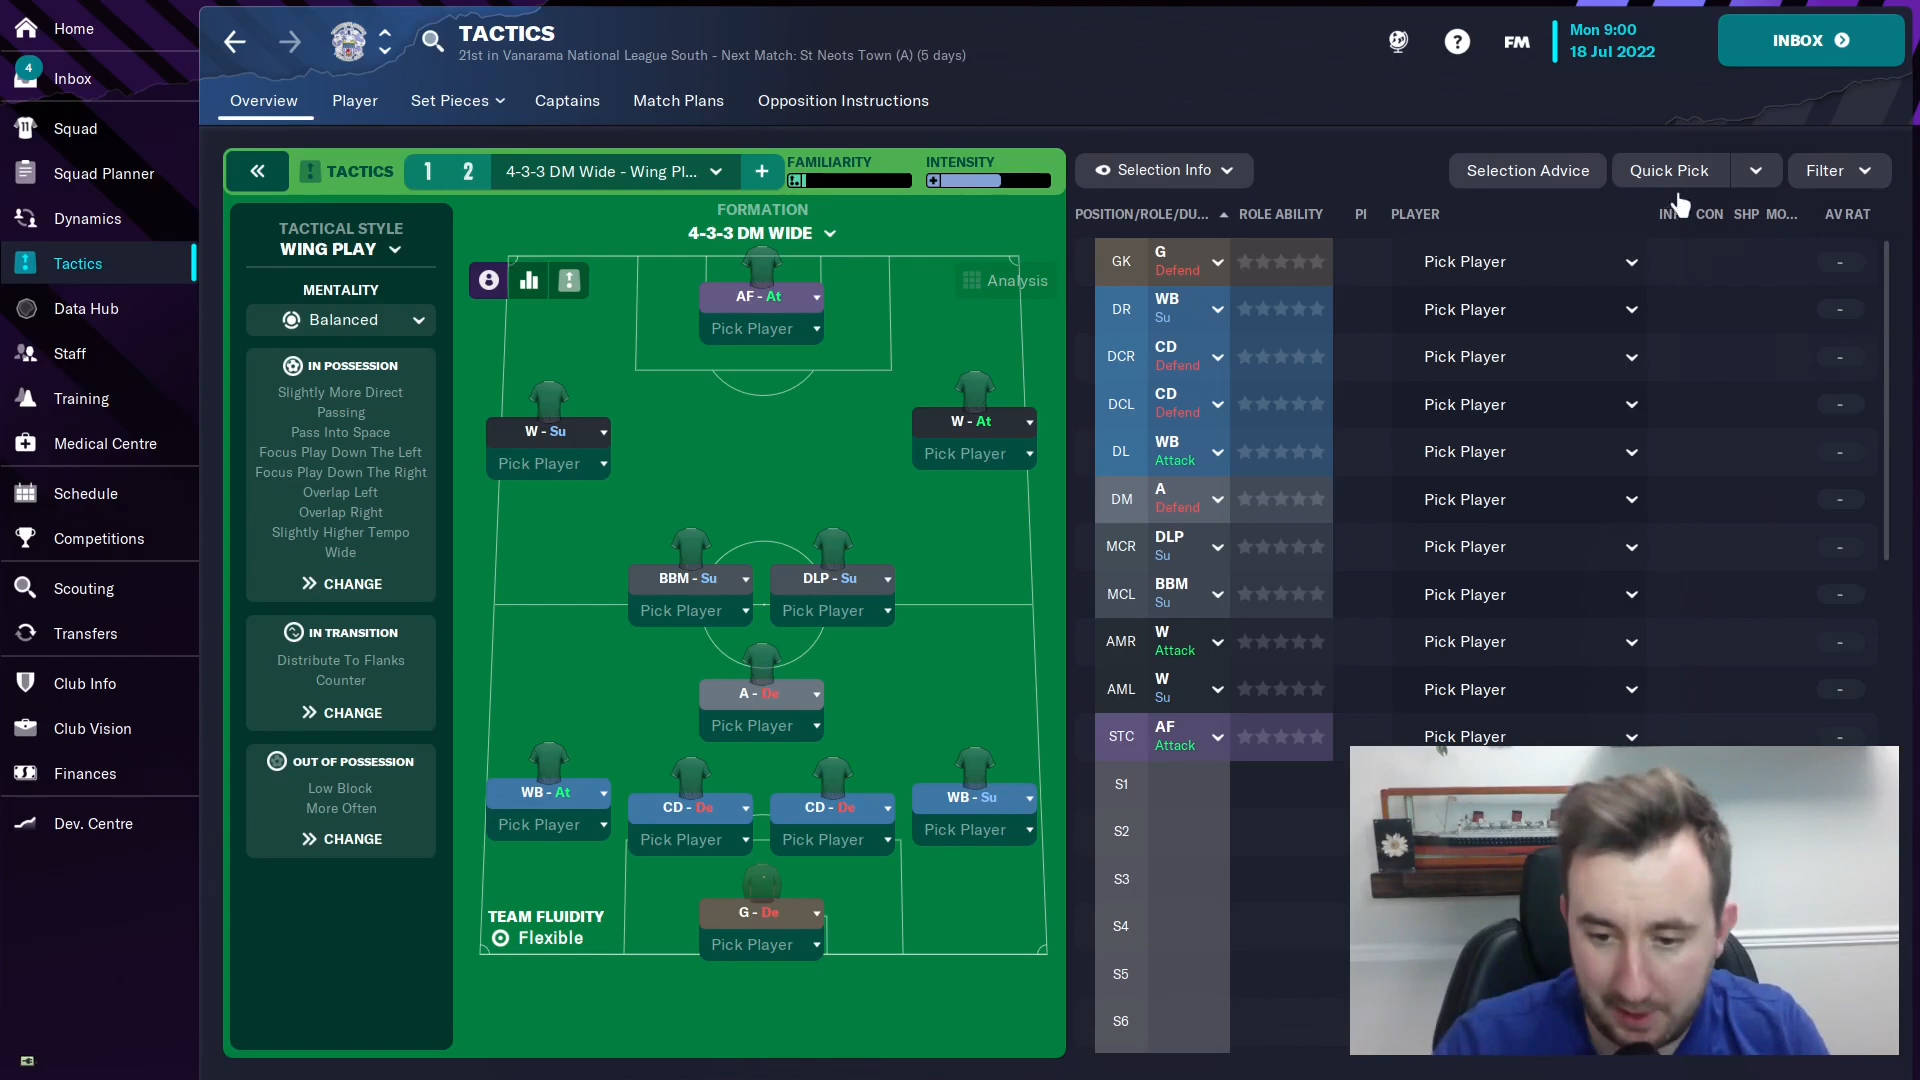 Home
Inbox
4
Squad
11
Squad Planner
Dynamics
Tactics
Data Hub
Staff
Training
Medical Centre
Schedule
Competitions
Scouting
Transfers
Club Info
Club Vision
Finances
Dev. Centre
TACTICS
21st in Vanarama National League South - Next Match: St Neots Town (A) (5 days)
?
FM
Mon 9:00
18 Jul 2022
INBOX
Overview
Player
Set Pieces
Captains
Match Plans
Opposition Instructions
TACTICS
1
2
4-3-3 DM Wide - Wing Pl...
+
FAMILIARITY
INTENSITY
TACTICAL STYLE
WING PLAY
MENTALITY
Balanced
IN POSSESSION
Slightly More Direct
Passing
Pass Into Space
Focus Play Down The Left
Focus Play Down The Right
Overlap Left
Overlap Right
Slightly Higher Tempo
Wide
CHANGE
IN TRANSITION
Distribute To Flanks
Counter
CHANGE
OUT OF POSSESSION
Low Block
More Often
CHANGE
FORMATION
4-3-3 DM WIDE
Analysis
AF - At
Pick Player
W - Su
Pick Player
W - At
Pick Player
BBM - Su
Pick Player
DLP - Su
Pick Player
A - De
Pick Player
WB - At
Pick Player
CD - De
Pick Player
CD - De
Pick Player
WB - Su
Pick Player
G - De
Pick Player
TEAM FLUIDITY
Flexible
Selection Info
Selection Advice
Quick Pick
Filter
POSITION/ROLE/DU... ROLE ABILITY PI PLAYER CON SHP MO... AV RAT
GK G Defend Pick Player -
DR WB Su Pick Player -
DCR CD Defend Pick Player -
DCL CD Defend Pick Player -
DL WB Attack Pick Player -
DM A Defend Pick Player -
MCR DLP Su Pick Player -
MCL BBM Su Pick Player -
AMR W Attack Pick Player -
AML W Su Pick Player -
STC AF Attack Pick Player -
S1
S2
S3
S4
S5
S6